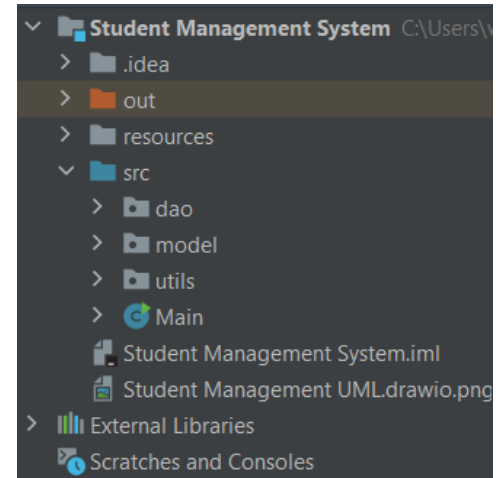 Student Management System C:\Users\
.idea
out
resources
src
dao
model
utils
Main
Student Management System.iml
Student Management UML.drawio.png
External Libraries
Scratches and Consoles